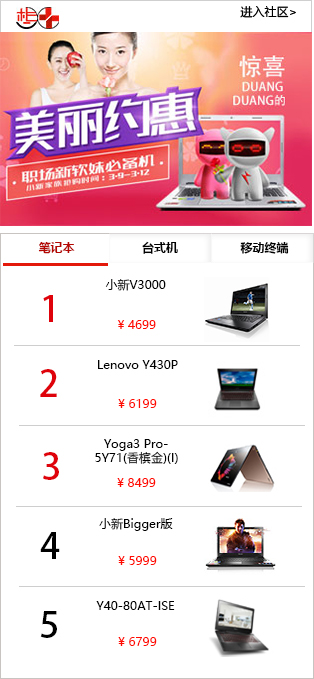 进入社区>
惊喜
DUANG
DUANG的
美丽约惠
职场新软妹必备机
小新家族抢购时间：3-9—3-12
笔记本
台式机
移动终端
1
小新V3000
¥ 4699
2
Lenovo Y430P
¥ 6199
3
Yoga3 Pro-
5Y71(香槟金)(I)
¥ 8499
4
小新Bigger版
¥ 5999
5
Y40-80AT-ISE
¥ 6799